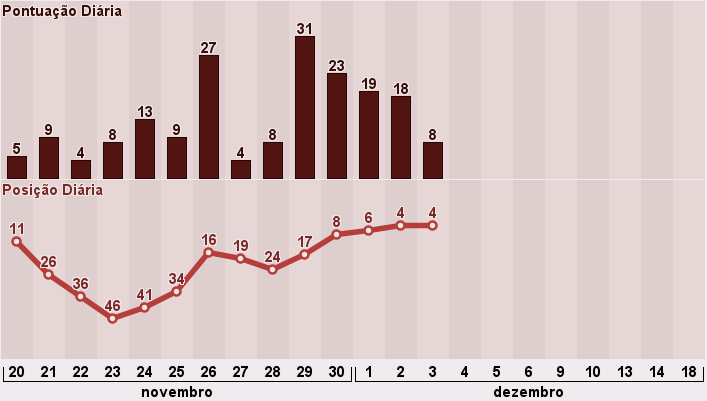 Pontuação Diária
5 9 4 8 13 9 27 4 8 31 23 19 18 8
Posição Diária
11 26 36 46 41 34 16 19 24 17 8 6 4 4
20 21 22 23 24 25 26 27 28 29 30 1 2 3 4 5 6 9 10 13 14 18
novembro dezembro